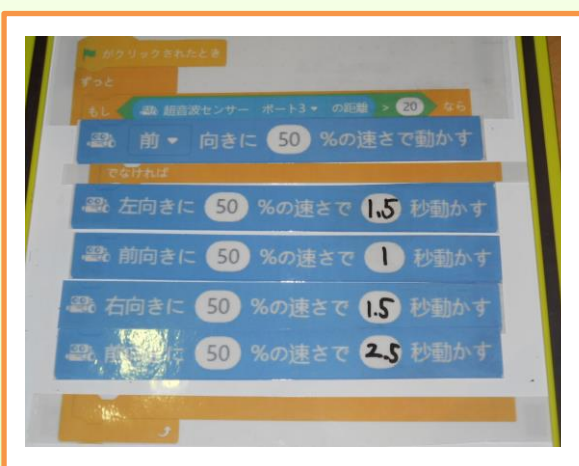 がクリックされたとき
ずっと
もし 超音波センサー ポート3 の距離 > 20 なら
前 向きに 50 %の速さで動かす
でなければ
左向きに 50 %の速さで 1.5 秒動かす
前向きに 50 %の速さで 1 秒動かす
右向きに 50 %の速さで 1.5 秒動かす
前向きに 50 %の速さで 2.5 秒動かす